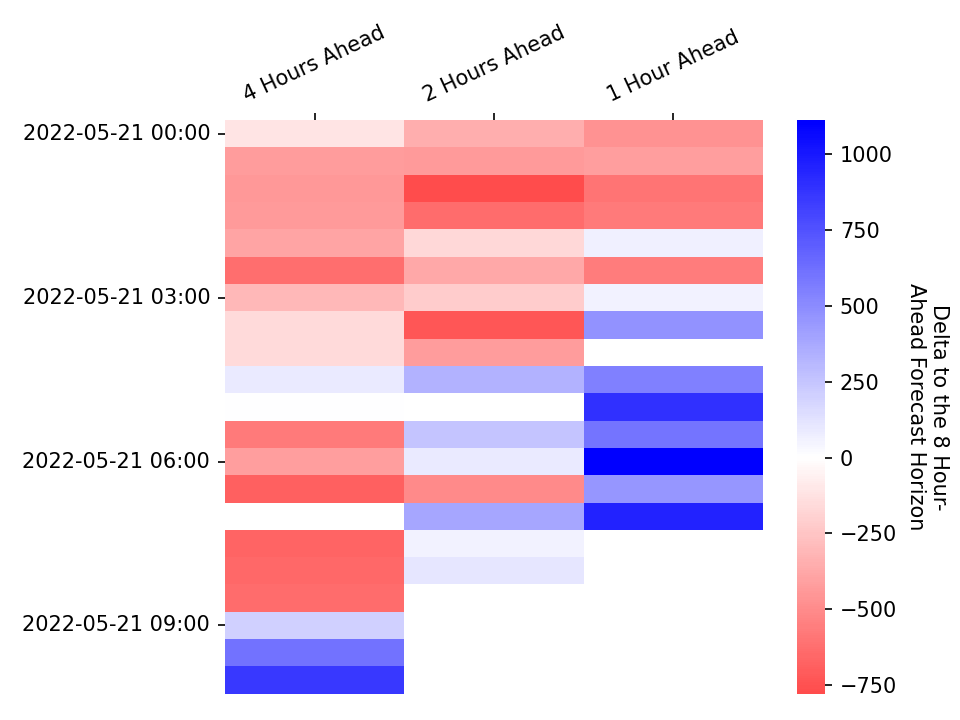 4 Hours Ahead
2 Hours Ahead
1 Hour Ahead
2022-05-21 00:00
2022-05-21 03:00
2022-05-21 06:00
2022-05-21 09:00
1000
750
500
250
0
−250
−500
−750
Delta to the 8 Hour-
Ahead Forecast Horizon